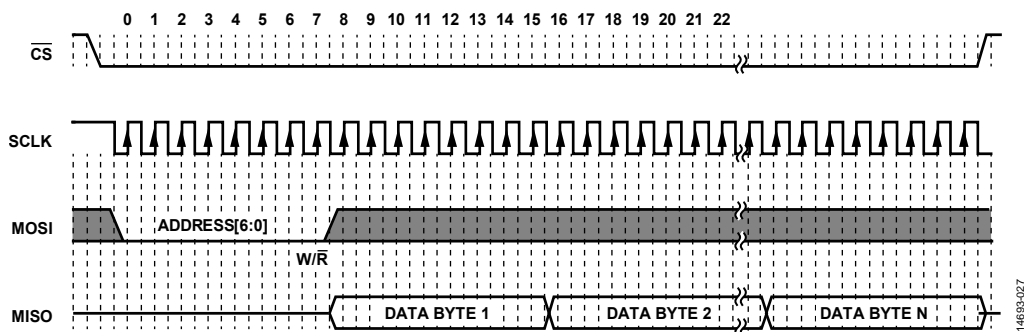 0 1 2 3 4 5 6 7 8 9 10 11 12 13 14 15 16 17 18 19 20 21 22
C̅S̅
SCLK
MOSI
ADDRESS[6:0]
W/R̅
MISO
DATA BYTE 1
DATA BYTE 2
DATA BYTE N
14693-027